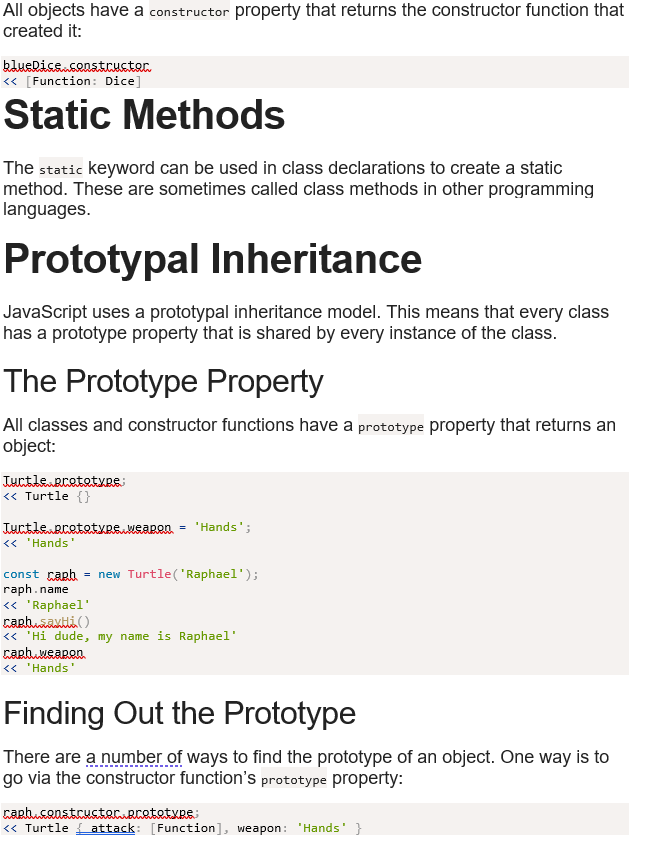 All objects have a constructor property that returns the constructor function that
created it:
blueDice.constructor
<< [Function: Dice]
Static Methods
The static keyword can be used in class declarations to create a static
method. These are sometimes called class methods in other programming
languages.
Prototypal Inheritance
JavaScript uses a prototypal inheritance model. This means that every class
has a prototype property that is shared by every instance of the class.
The Prototype Property
All classes and constructor functions have a prototype property that returns an
object:
Turtle.prototype;
<< Turtle {}
Turtle.prototype.weapon = 'Hands';
<< 'Hands'
const raph = new Turtle('Raphael');
raph.name
<< 'Raphael'
raph.sayHi()
<< 'Hi dude, my name is Raphael'
raph.weapon
<< 'Hands'
Finding Out the Prototype
There are a number of ways to find the prototype of an object. One way is to
go via the constructor function’s prototype property:
raph.constructor.prototype;
<< Turtle { attack: [Function], weapon: 'Hands' }